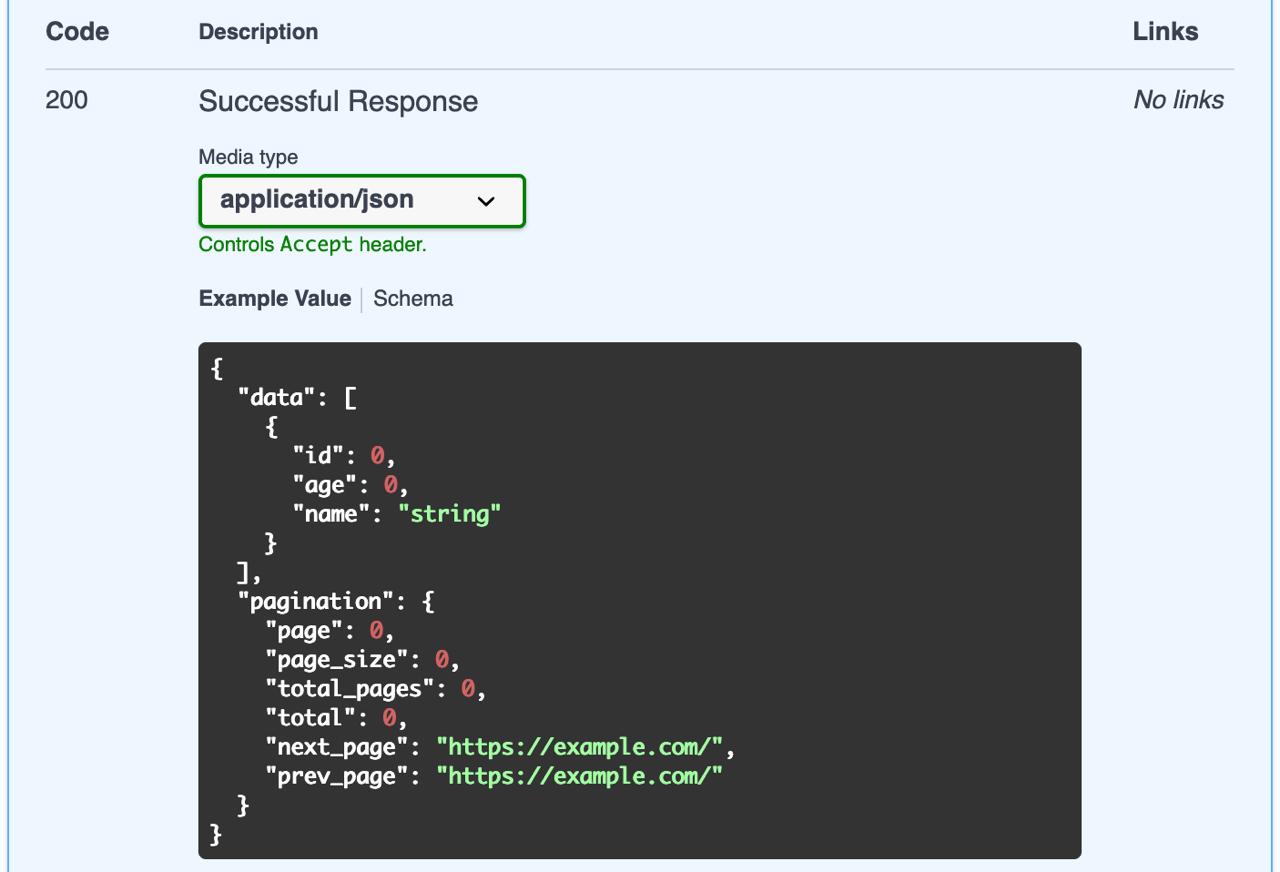 Code Description Links
200 Successful Response No links
Media type
application/json
Controls Accept header.
Example Value Schema
{
  "data": [
    {
      "id": 0,
      "age": 0,
      "name": "string"
    }
  ],
  "pagination": {
    "page": 0,
    "page_size": 0,
    "total_pages": 0,
    "total": 0,
    "next_page": "https://example.com/",
    "prev_page": "https://example.com/"
  }
}